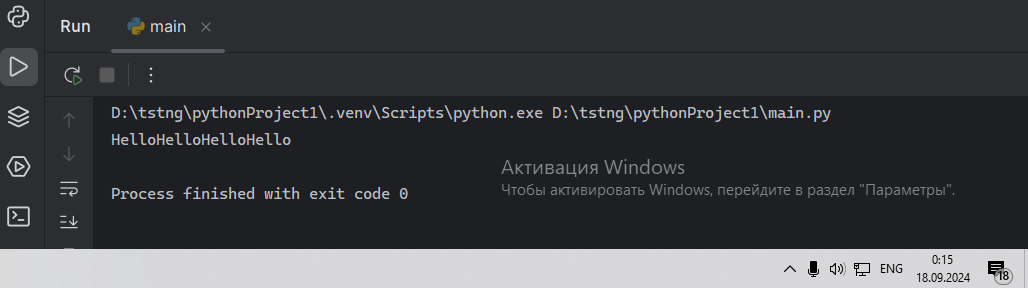 Run
main
D:\tstng\pythonProject1\.venv\Scripts\python.exe D:\tstng\pythonProject1\main.py
HelloHelloHelloHello
Активация Windows
Чтобы активировать Windows, перейдите в раздел "Параметры".
Process finished with exit code 0
ENG
0:15
18.09.2024
18